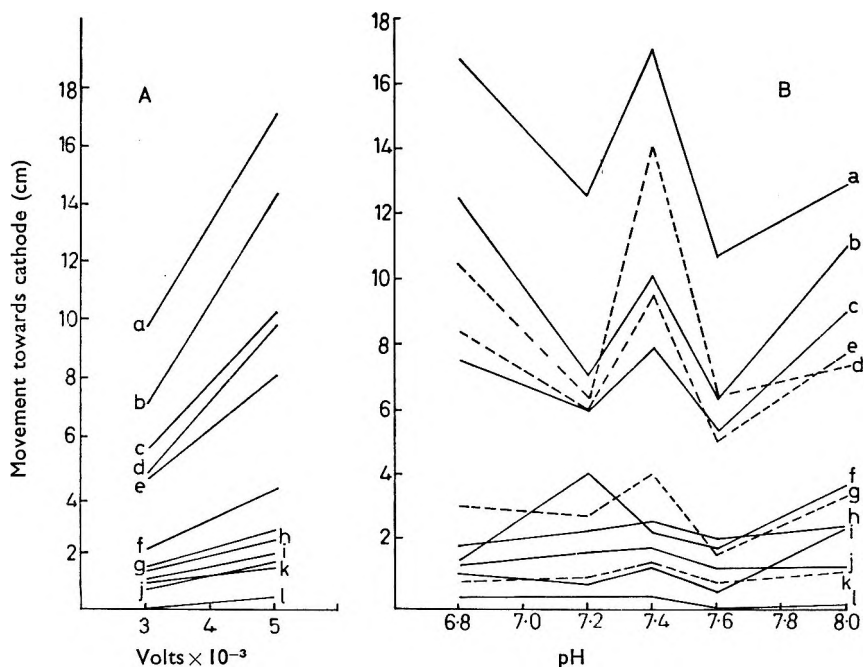 Movement towards cathode (cm)
A
18
16
14
12
10
8
6
4
2
a
b
c
d
e
f
g
h
i
j
k
l
3 4 5
Volts × 10⁻³
B
18
16
14
12
10
8
6
4
2
a
b
c
e
d
f
g
h
i
j
k
l
6·8 7·0 7·2 7·4 7·6 7·8 8·0
pH